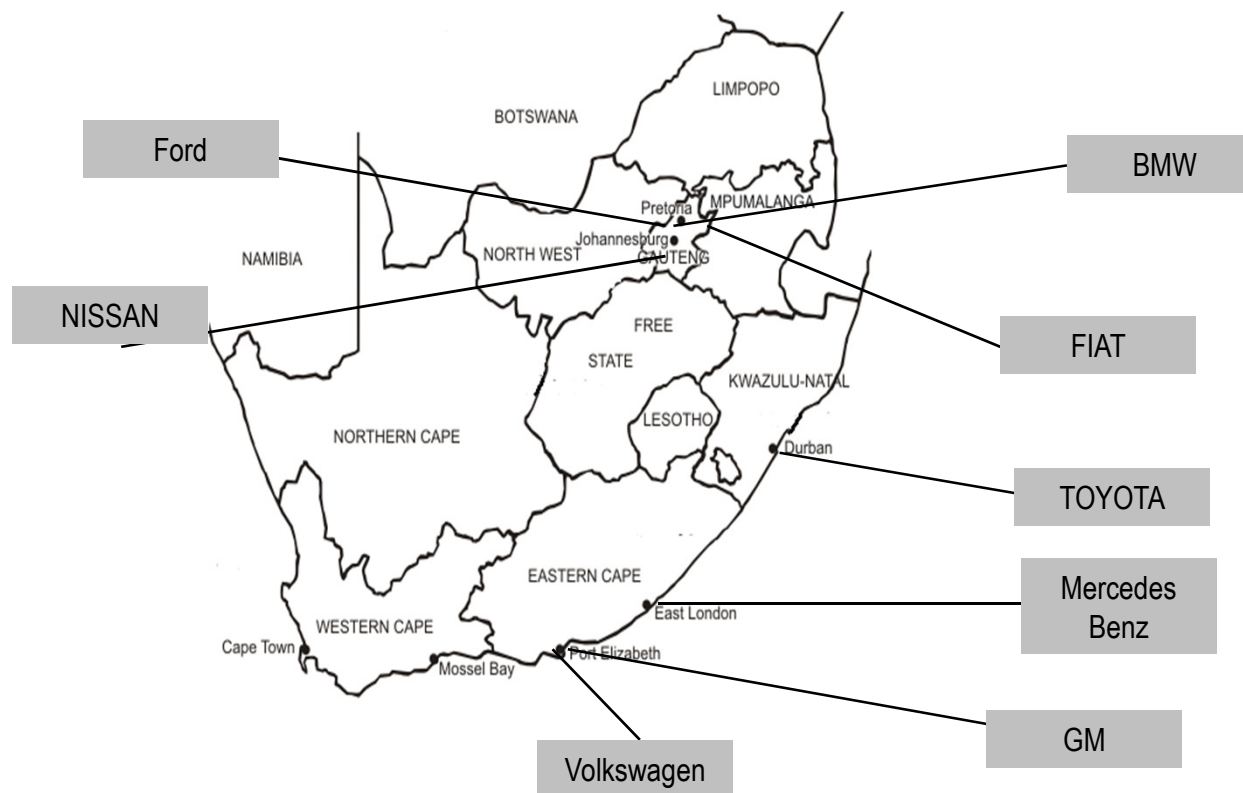 LIMPOPO
BOTSWANA
Ford
BMW
Pretoria
MPUMALANGA
Johannesburg
NORTH WEST
GAUTENG
NAMIBIA
NISSAN
FREE
STATE
FIAT
KWAZULU-NATAL
LESOTHO
NORTHERN CAPE
Durban
TOYOTA
EASTERN CAPE
Mercedes
Benz
East London
WESTERN CAPE
Cape Town
Port Elizabeth
Mossel Bay
GM
Volkswagen